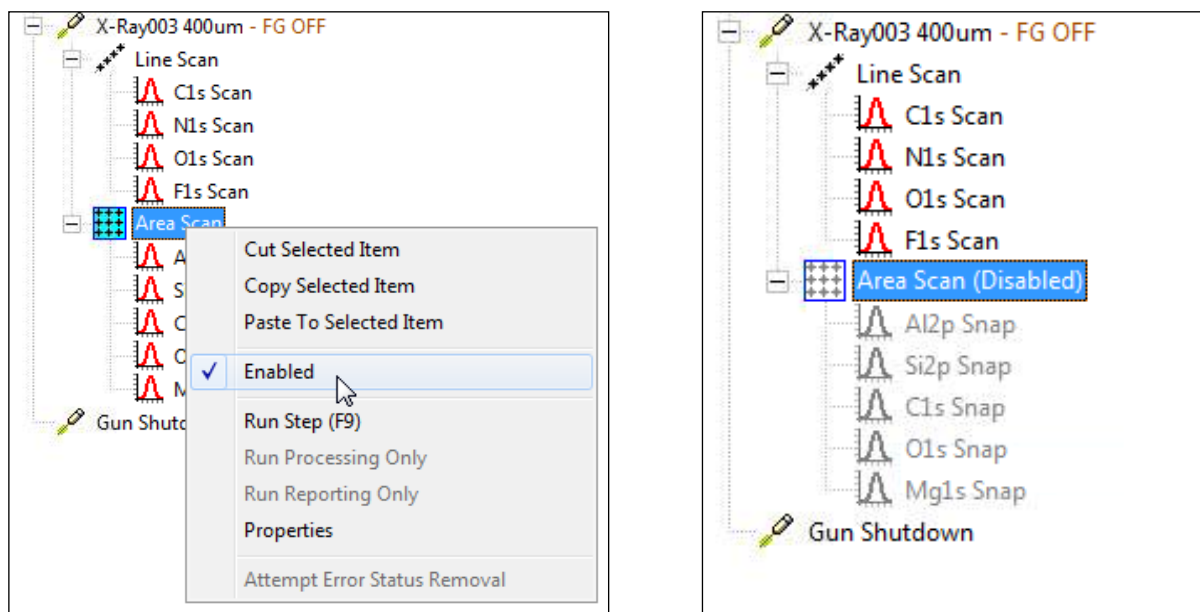 X-Ray003 400um - FG OFF
Line Scan
C1s Scan
N1s Scan
O1s Scan
F1s Scan
Area Scan
A
S
C
O
M
Gun Shutd
Cut Selected Item
Copy Selected Item
Paste To Selected Item
Enabled
Run Step (F9)
Run Processing Only
Run Reporting Only
Properties
Attempt Error Status Removal
X-Ray003 400um - FG OFF
Line Scan
C1s Scan
N1s Scan
O1s Scan
F1s Scan
Area Scan (Disabled)
Al2p Snap
Si2p Snap
C1s Snap
O1s Snap
Mg1s Snap
Gun Shutdown